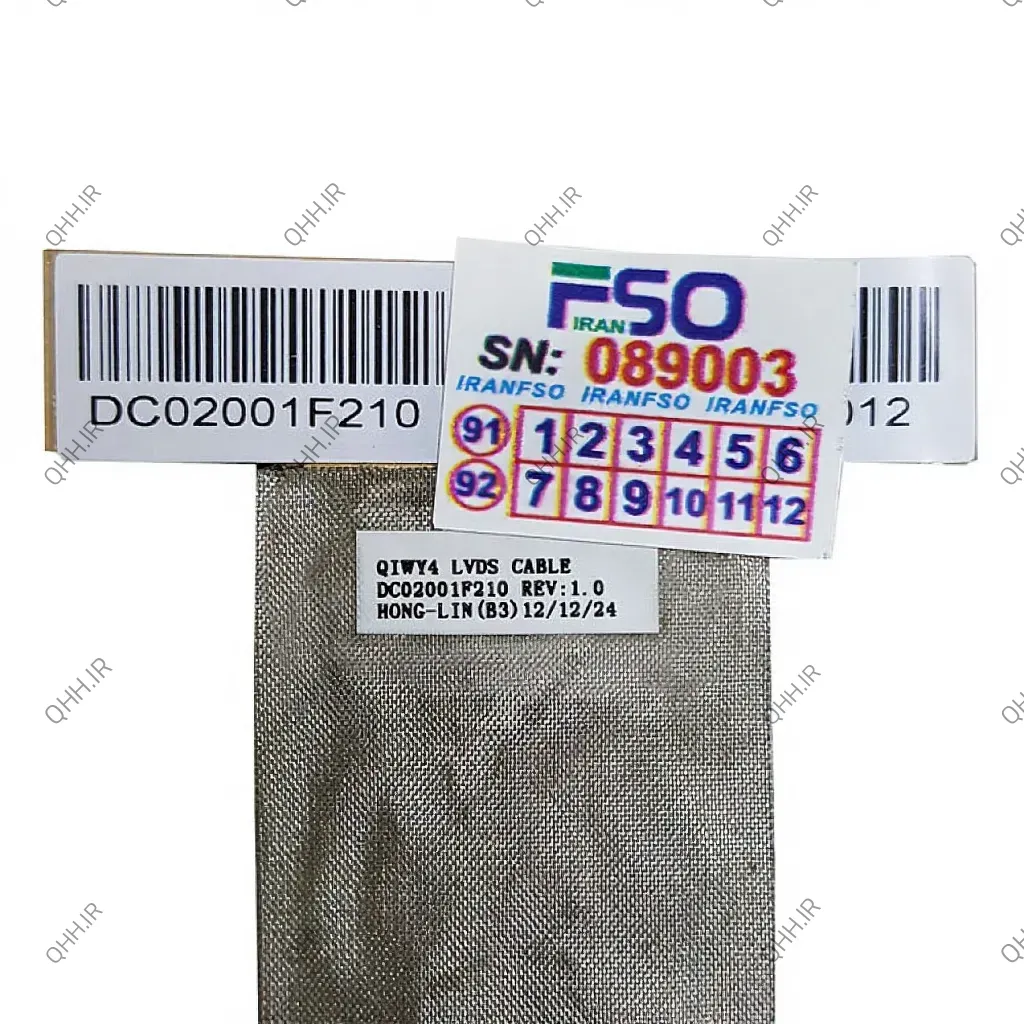 DC02001F210
012
FSO
IRAN
SN: 089003
IRANFSO IRANFSO IRANFSO
91 1 2 3 4 5 6
92 7 8 9 10 11 12
QIWY4 LVDS CABLE
DC02001F210 REV:1.0
HONG-LIN(B3)12/12/24
QHH.IR